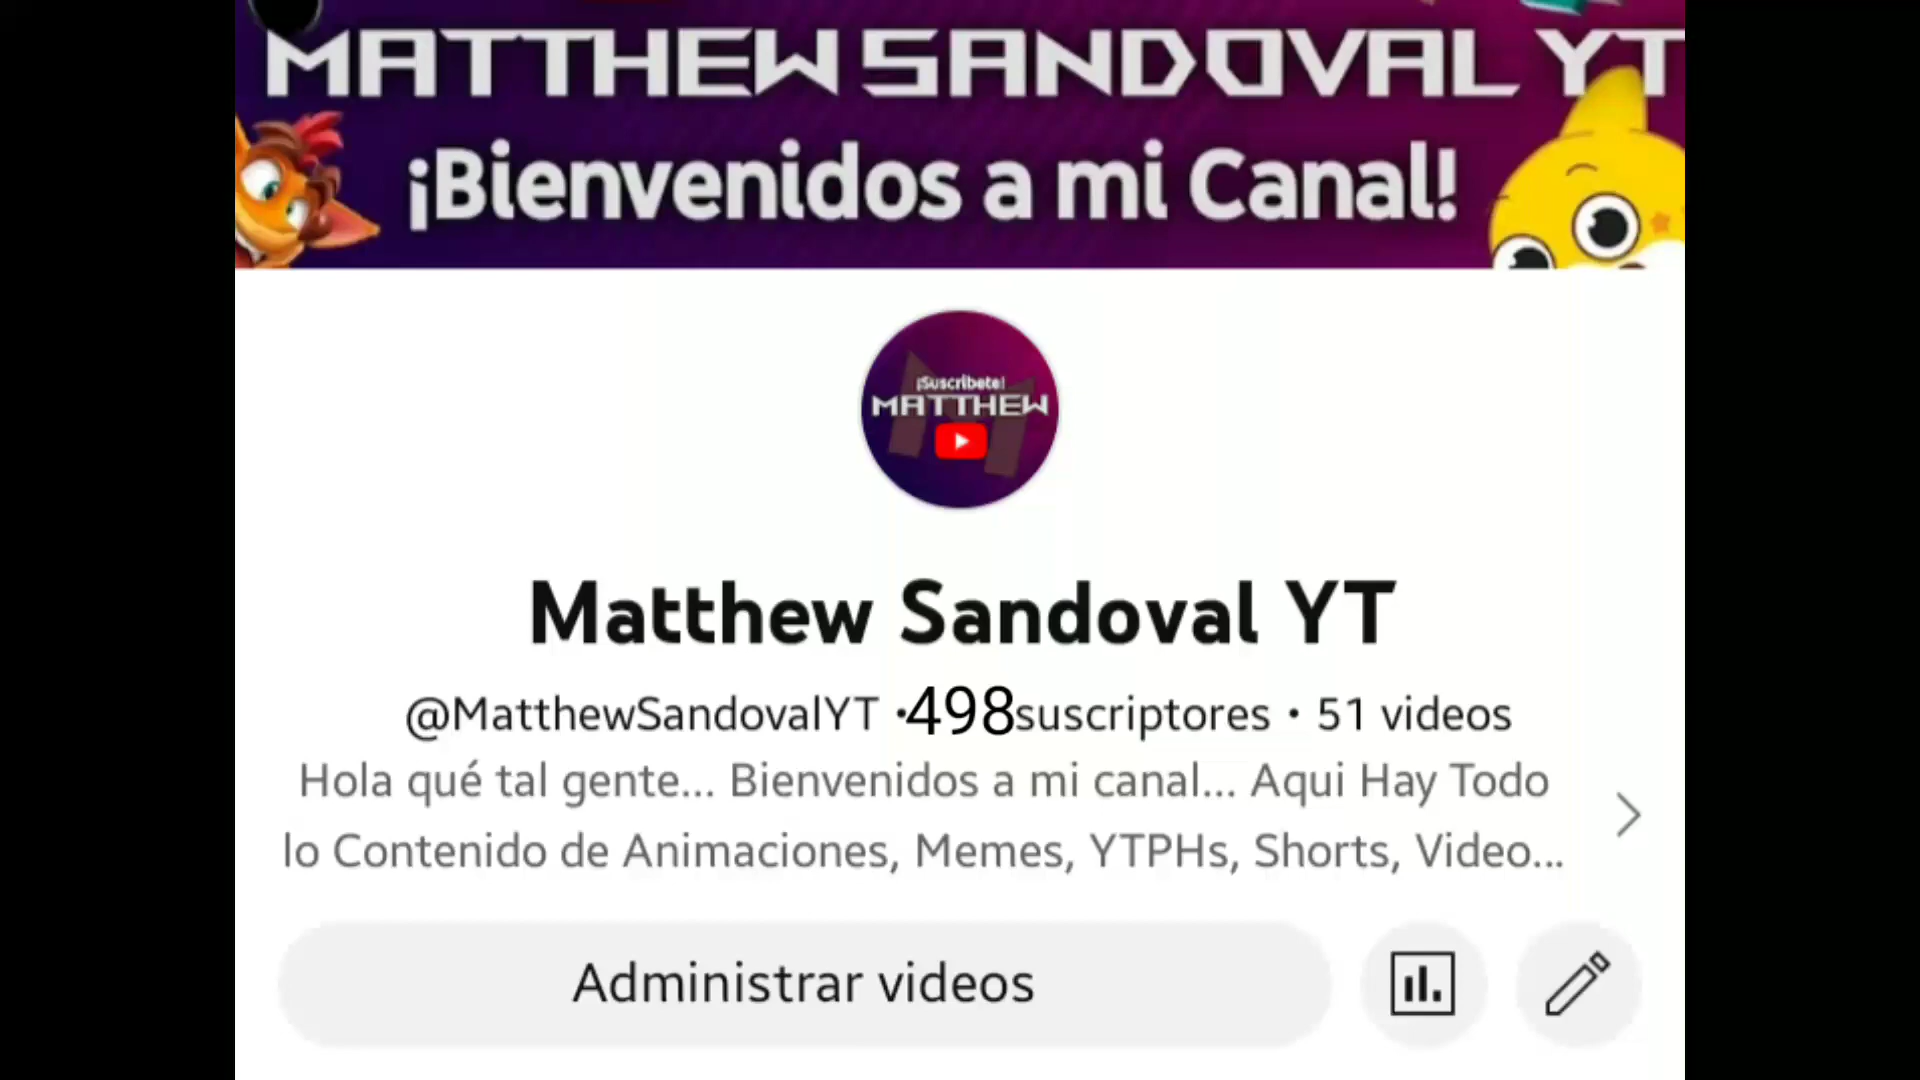 MATTHEW SANDOVAL YT
¡Bienvenidos a mi Canal!
¡Suscribete!
MATTHEW
Matthew Sandoval YT
@MatthewSandovalYT ·498suscriptores · 51 videos
Hola qué tal gente... Bienvenidos a mi canal... Aqui Hay Todo
lo Contenido de Animaciones, Memes, YTPHs, Shorts, Video...
Administrar videos